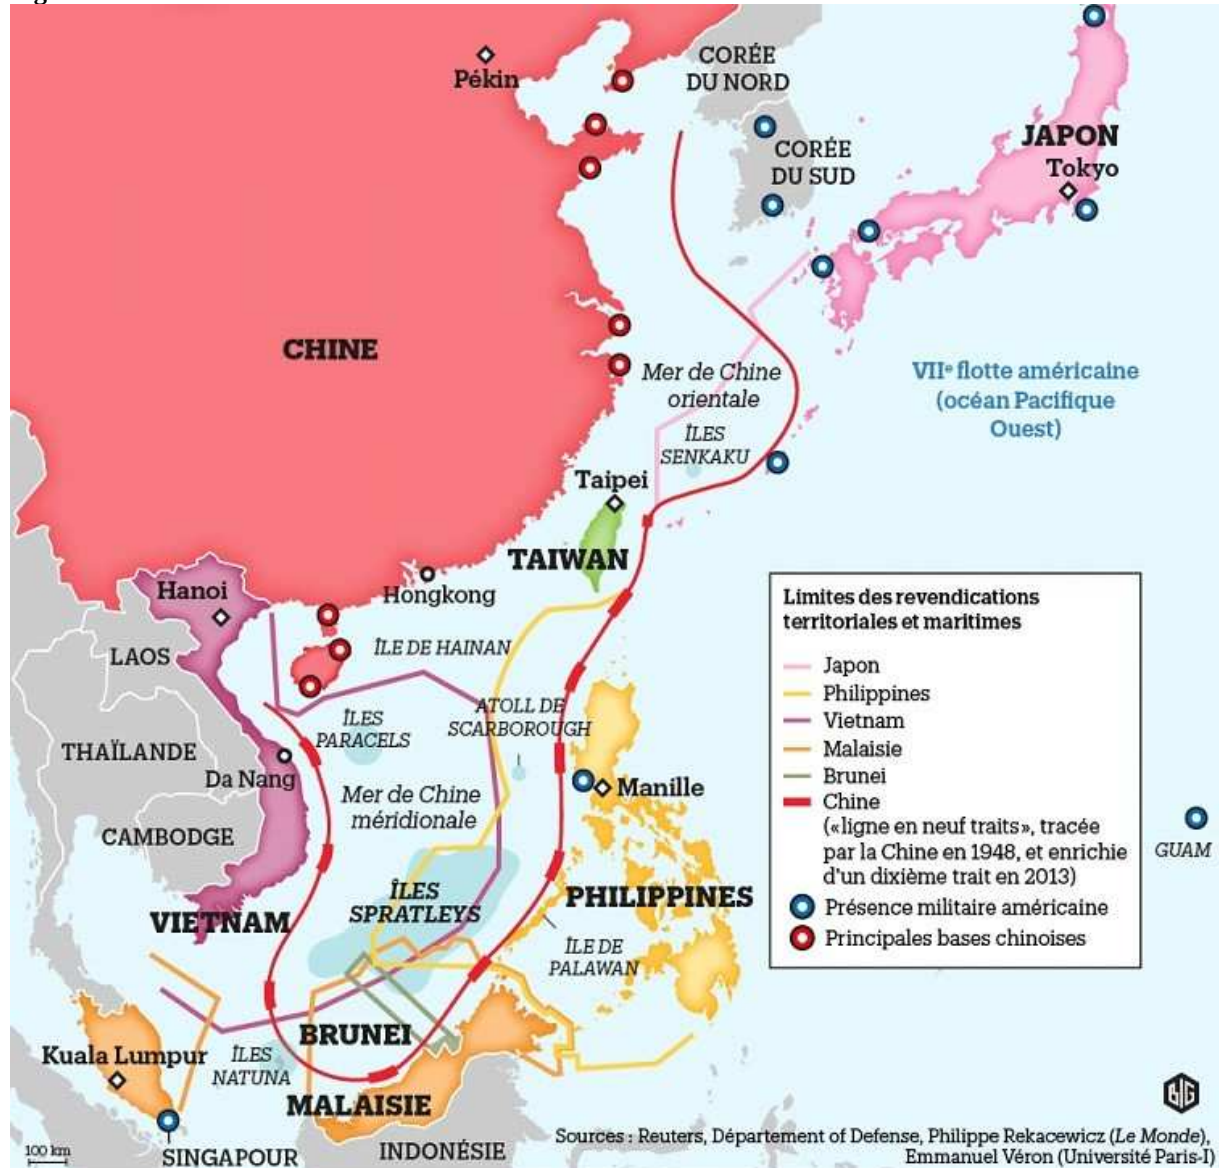 CORÉE
DU NORD
Pékin
JAPON
CORÉE
DU SUD
Tokyo
CHINE
Mer de Chine
orientale
VIIᵉ flotte américaine
(océan Pacifique
Ouest)
ÎLES
SENKAKU
Taipei
TAIWAN
Hanoi
Hongkong
LAOS
ÎLE DE HAINAN
ATOLL DE
SCARBOROUGH
ÎLES
PARACELS
THAÏLANDE
Da Nang
Mer de Chine
méridionale
Manille
CAMBODGE
GUAM
ÎLES
SPRATLEYS
PHILIPPINES
VIETNAM
ÎLE DE
PALAWAN
BRUNEI
Kuala Lumpur
ÎLES
NATUNA
MALAISIE
INDONÉSIE
SINGAPOUR
100 km
Limites des revendications
territoriales et maritimes
Japon
Philippines
Vietnam
Malaisie
Brunei
Chine
(«ligne en neuf traits», tracée
par la Chine en 1948, et enrichie
d'un dixième trait en 2013)
Présence militaire américaine
Principales bases chinoises
BIG
Sources : Reuters, Département of Defense, Philippe Rekacewicz (Le Monde),
Emmanuel Véron (Université Paris-I)